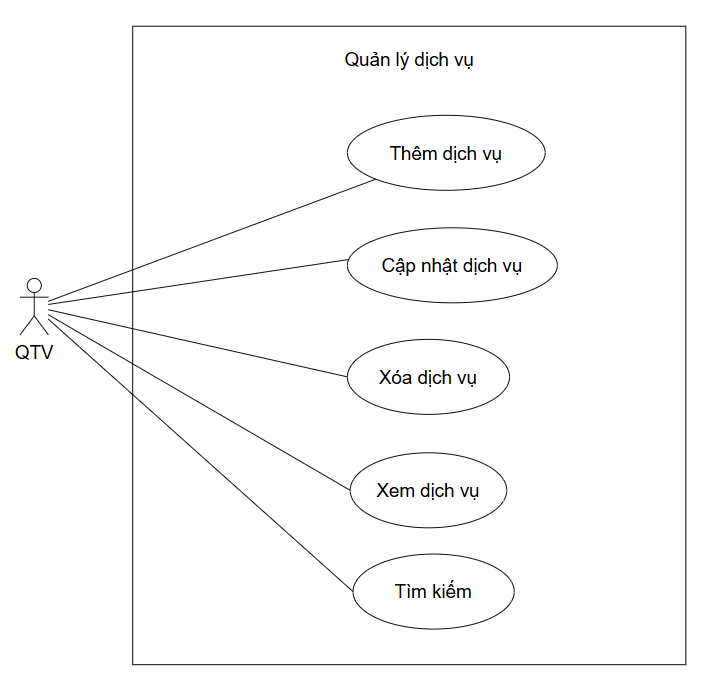 Quản lý dịch vụ
Thêm dịch vụ
Cập nhật dịch vụ
QTV
Xóa dịch vụ
Xem dịch vụ
Tìm kiếm